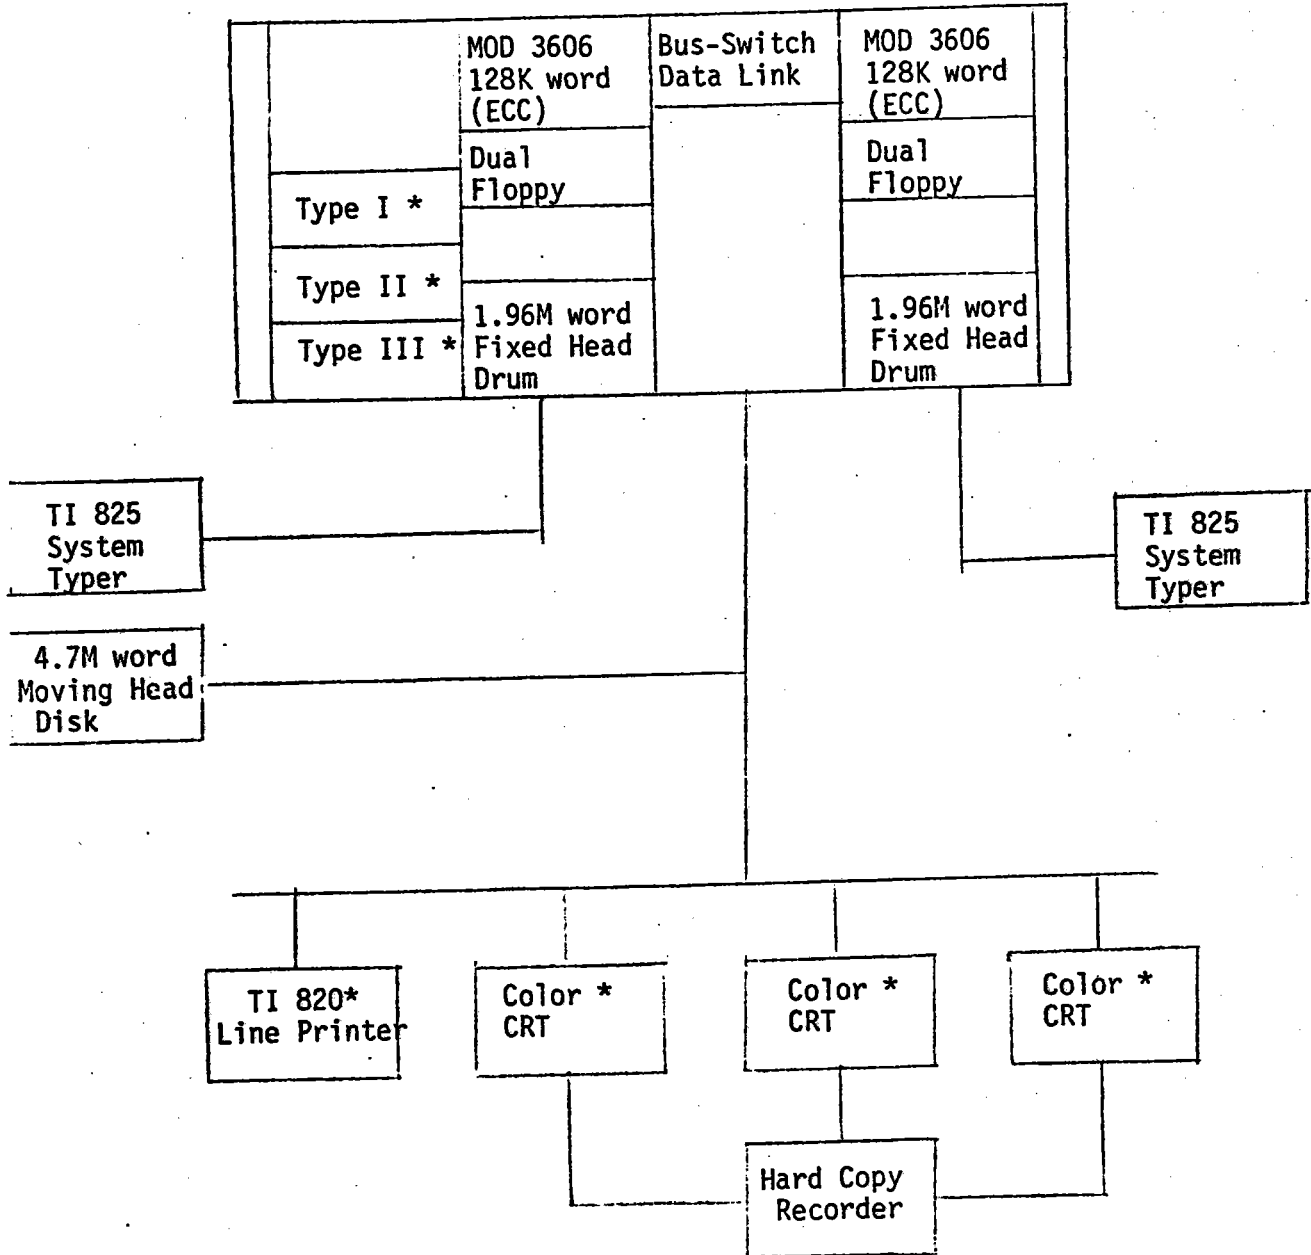 MOD 3606
128K word
(ECC)
Bus-Switch
Data Link
MOD 3606
128K word
(ECC)
Dual
Floppy
Dual
Floppy
Type I *
Type II *
Type III *
1.96M word
Fixed Head
Drum
1.96M word
Fixed Head
Drum
TI 825
System
Typer
TI 825
System
Typer
4.7M word
Moving Head
Disk
TI 820*
Line Printer
Color *
CRT
Color *
CRT
Color *
CRT
Hard Copy
Recorder